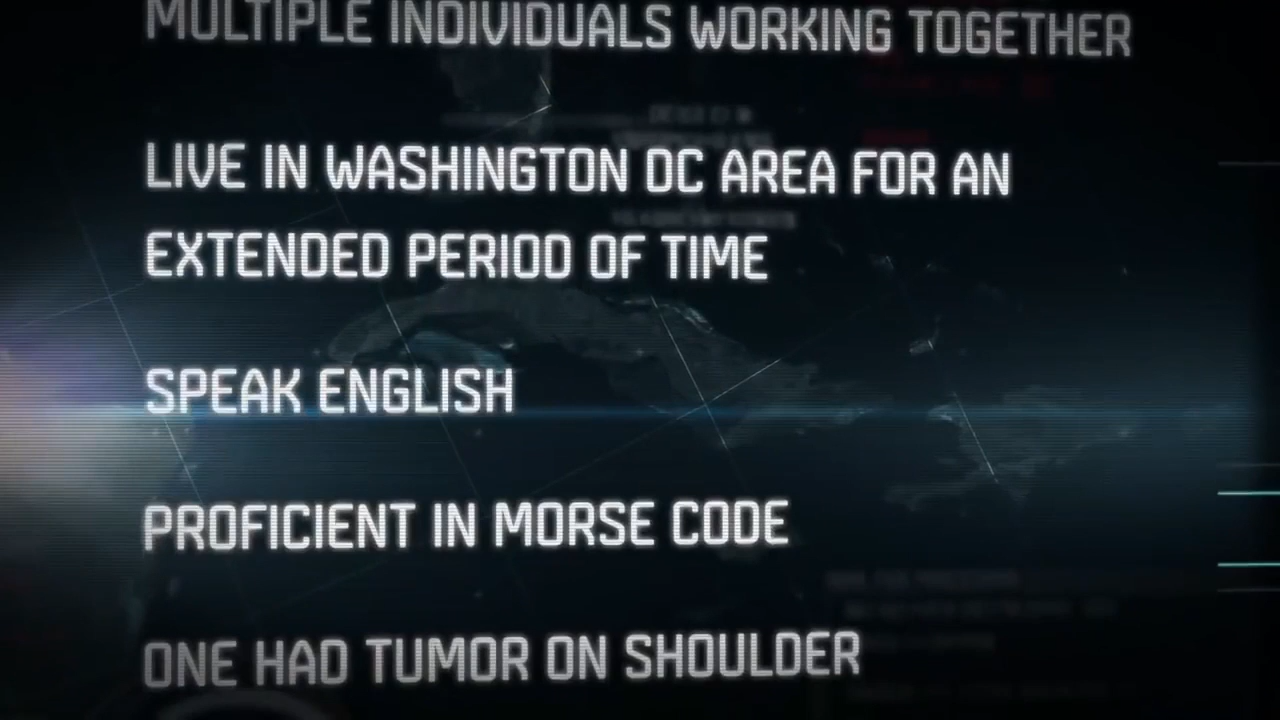 MULTIPLE INDIVIDUALS WORKING TOGETHER
LIVE IN WASHINGTON DC AREA FOR AN
EXTENDED PERIOD OF TIME
SPEAK ENGLISH
PROFICIENT IN MORSE CODE
ONE HAD TUMOR ON SHOULDER